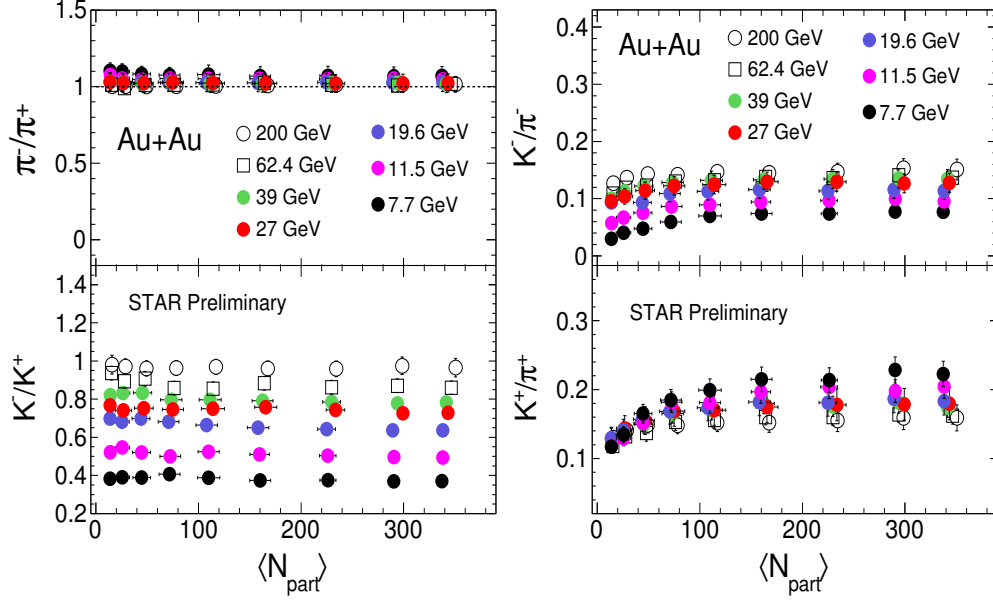 1.5
1
0.5
0
π⁻/π⁺
Au+Au
200 GeV
62.4 GeV
39 GeV
27 GeV
19.6 GeV
11.5 GeV
7.7 GeV
STAR Preliminary
1.4
1.2
1
0.8
0.6
0.4
0.2
K⁻/K⁺
0 100 200 300
⟨N_part⟩
0.4
0.3
0.2
0.1
0
K⁻/π⁻
Au+Au
200 GeV
62.4 GeV
39 GeV
27 GeV
19.6 GeV
11.5 GeV
7.7 GeV
STAR Preliminary
0.3
0.2
0.1
K⁺/π⁺
0 100 200 300
⟨N_part⟩